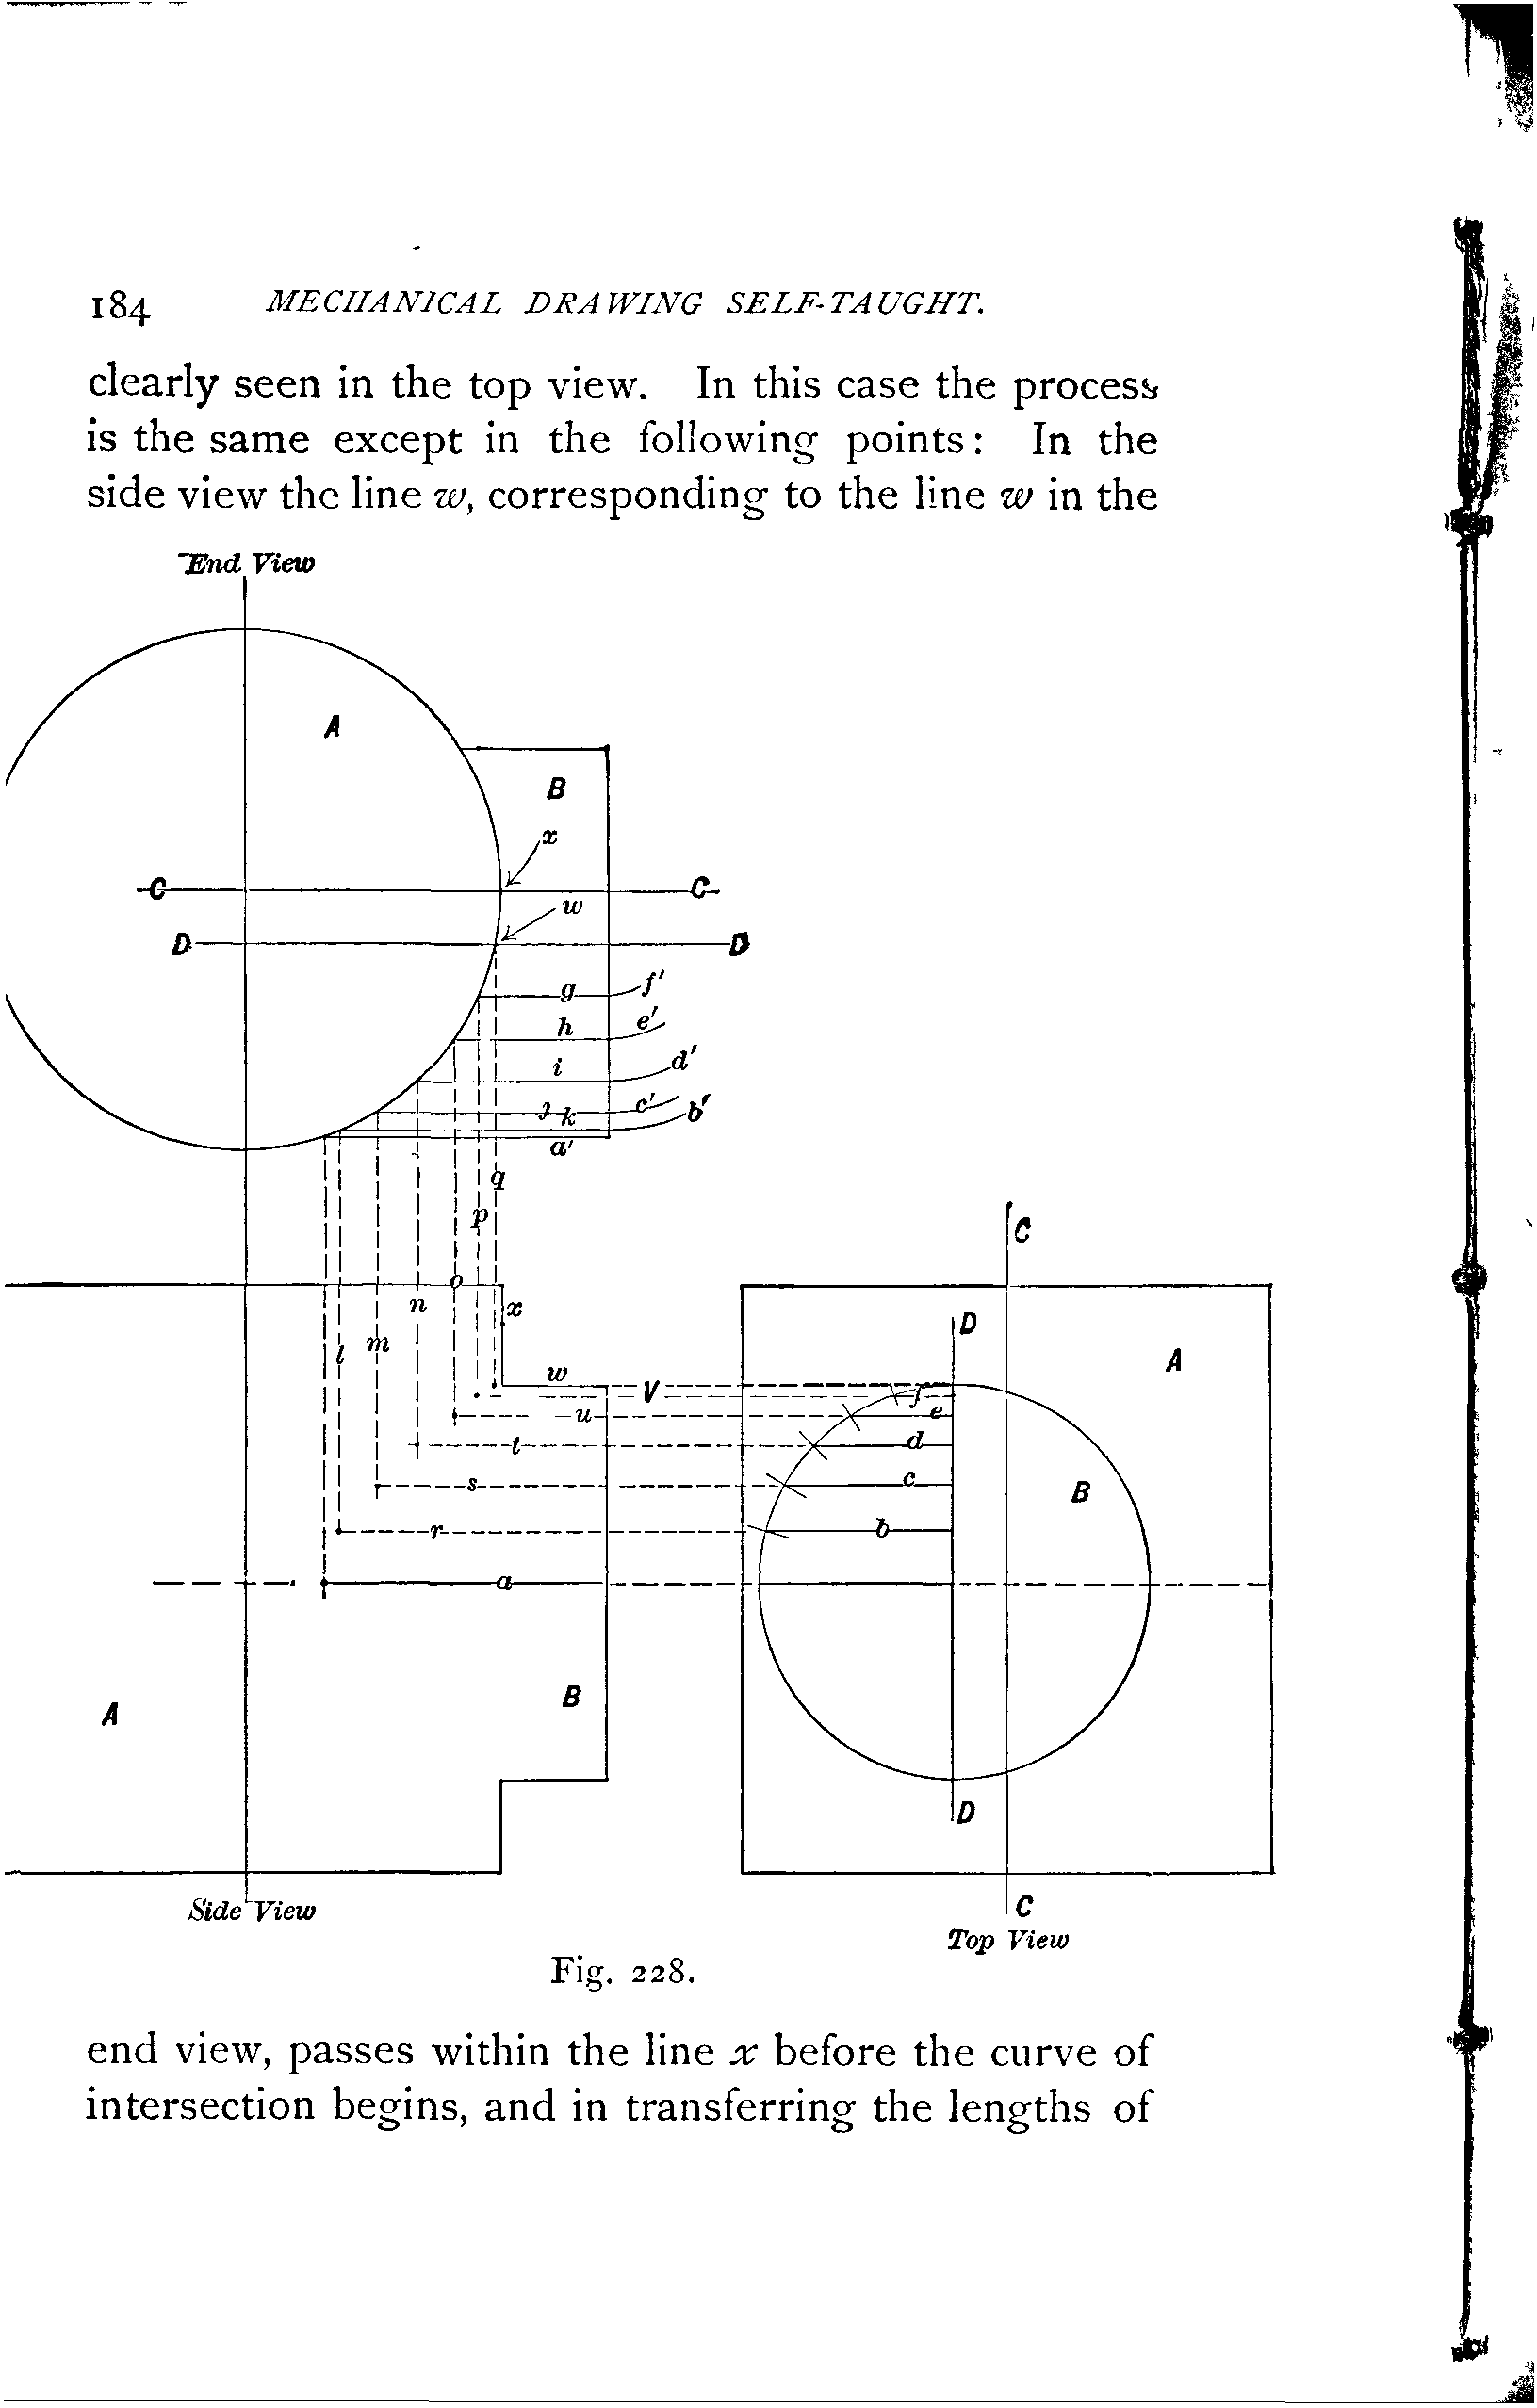 184 MECHANICAL DRAWING SELF-TAUGHT.
clearly seen in the top view. In this case the process
is the same except in the following points: In the
side view the line w, corresponding to the line w in the
End View
A
B
x
C C
w
D D
g f'
h e'
i d'
j k c' b'
a'
q
p
C
o
n x
D
m
l
A
w
V f
u e
t d
s c
B
r b
a
B
A
D
Side View
C
Top View
Fig. 228.
end view, passes within the line x before the curve of
intersection begins, and in transferring the lengths of